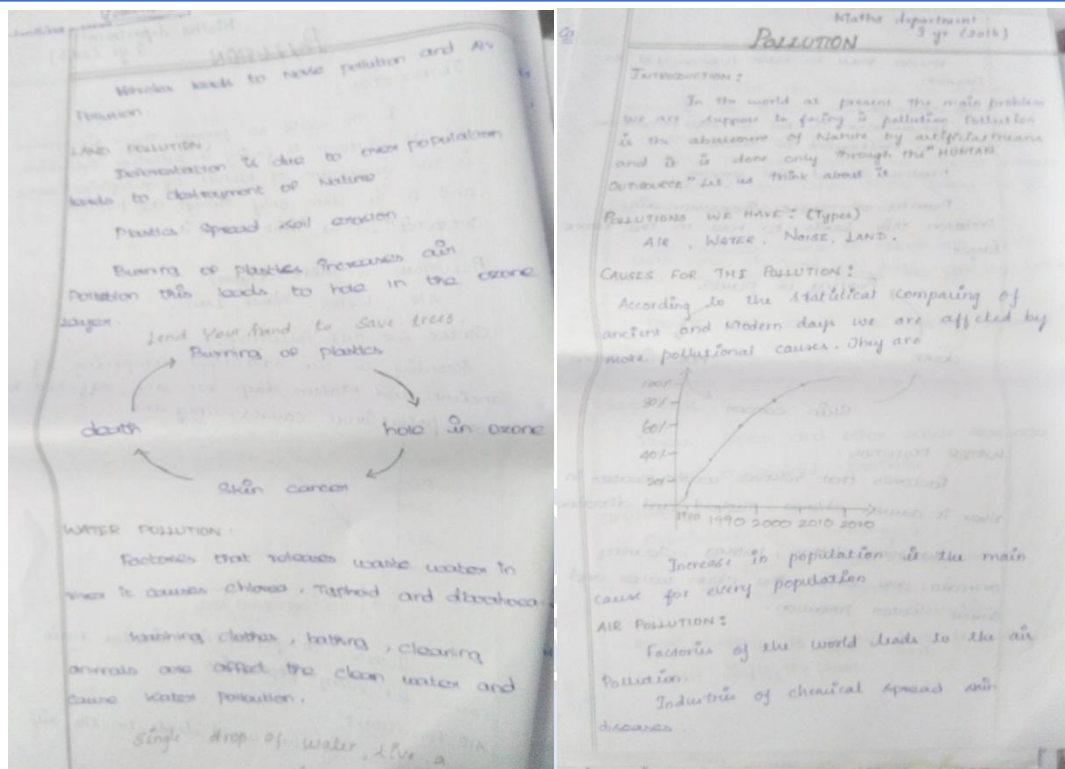 Vehicles leads to Noise pollution and Air
Pollution.
LAND POLLUTION.
Deforestation is due to over population
leads to destroyment of Nature
Plastics Spread soil erosion
Burning of plastics increases air
Pollution this leads to hole in the ozone
layer.
Lend Your hand to Save trees
Burning of plastics
death
hole in ozone
Skin cancer
WATER POLLUTION.
Factories that releases waste water in
river it causes cholrea, Typhoid and diarrhoea.
Washing clothes, bathing, cleaning
animals are affect the clean water and
cause water pollution.
Single drop of water, live a
Maths department
3 yr (2016)
POLLUTION
INTRODUCTION:
In the world at present the main problem
we are suppose to facing is pollution Pollution
is the abusement of Nature by artificial means
and it is done only through the "HUMAN
OUTSOURCE" Let us think about it
POLLUTIONS WE HAVE: (Types)
AIR, WATER, NOISE, LAND.
CAUSES FOR THE POLLUTION:
According to the statistical comparing of
ancient and Modern days we are affcted by
more pollutional causes. They are
100%
80%
60%
40%
20%
1990 2000 2010 2010
Increase in population is the main
cause for every population
AIR POLLUTION:
Factories of the world leads to the air
Pollution.
Industries of chemical spread skin
diseases.